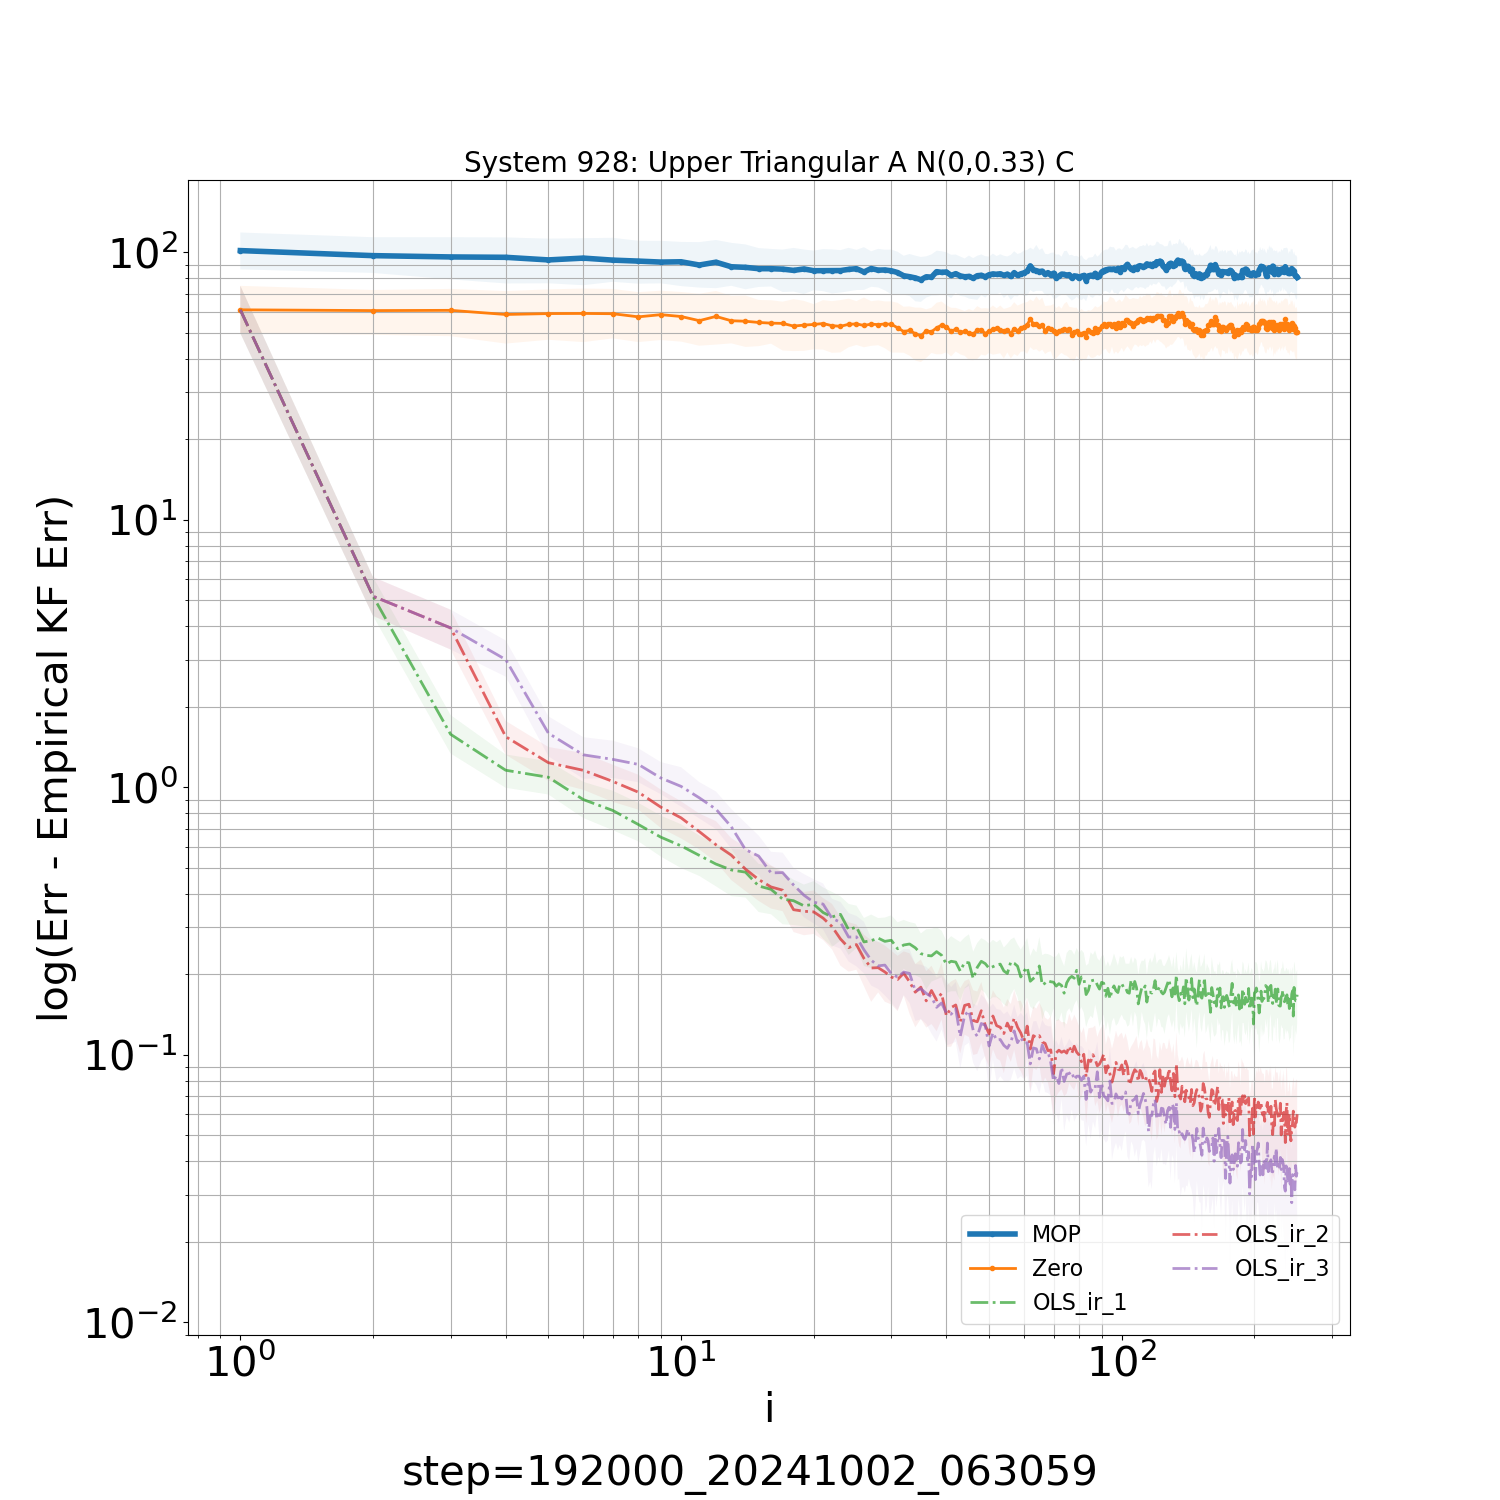 System 928: Upper Triangular A N(0,0.33) C
log(Err - Empirical KF Err)
10²
10¹
10⁰
10⁻¹
10⁻²
10⁰ 10¹ 10²
i
step=192000_20241002_063059
MOP
Zero
OLS_ir_1
OLS_ir_2
OLS_ir_3